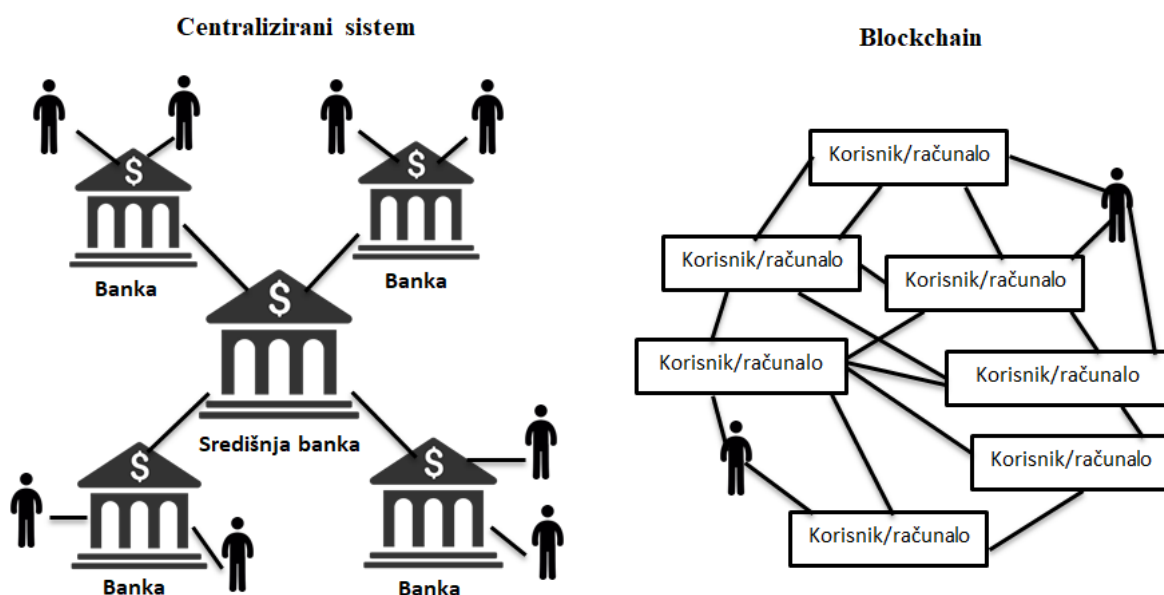 Centralizirani sistem
$
$
Banka
Banka
$
Središnja banka
$
$
Banka
Banka
Blockchain
Korisnik/računalo
Korisnik/računalo
Korisnik/računalo
Korisnik/računalo
Korisnik/računalo
Korisnik/računalo
Korisnik/računalo